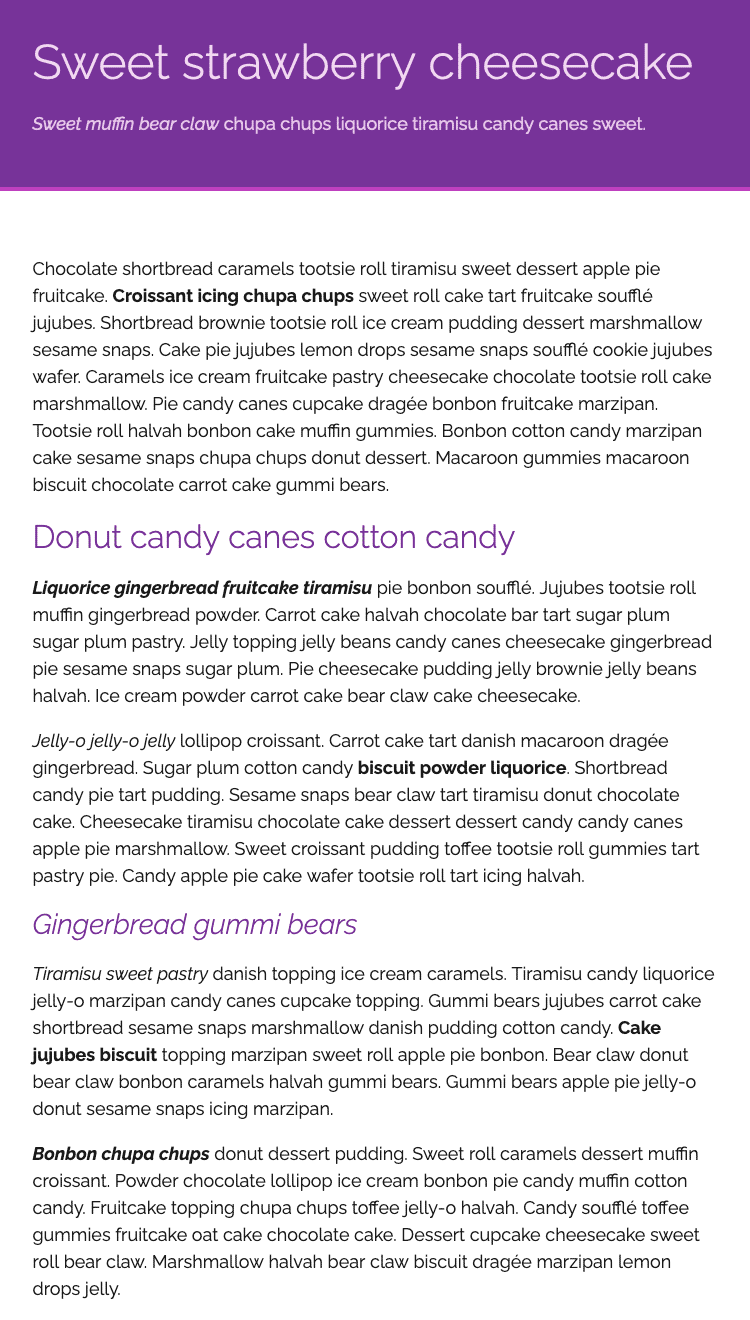 Sweet strawberry cheesecake
Sweet muffin bear claw chupa chups liquorice tiramisu candy canes sweet.
Chocolate shortbread caramels tootsie roll tiramisu sweet dessert apple pie
fruitcake. Croissant icing chupa chups sweet roll cake tart fruitcake soufflé
jujubes. Shortbread brownie tootsie roll ice cream pudding dessert marshmallow
sesame snaps. Cake pie jujubes lemon drops sesame snaps soufflé cookie jujubes
wafer. Caramels ice cream fruitcake pastry cheesecake chocolate tootsie roll cake
marshmallow. Pie candy canes cupcake dragée bonbon fruitcake marzipan.
Tootsie roll halvah bonbon cake muffin gummies. Bonbon cotton candy marzipan
cake sesame snaps chupa chups donut dessert. Macaroon gummies macaroon
biscuit chocolate carrot cake gummi bears.
Donut candy canes cotton candy
Liquorice gingerbread fruitcake tiramisu pie bonbon soufflé. Jujubes tootsie roll
muffin gingerbread powder. Carrot cake halvah chocolate bar tart sugar plum
sugar plum pastry. Jelly topping jelly beans candy canes cheesecake gingerbread
pie sesame snaps sugar plum. Pie cheesecake pudding jelly brownie jelly beans
halvah. Ice cream powder carrot cake bear claw cake cheesecake.
Jelly-o jelly-o jelly lollipop croissant. Carrot cake tart danish macaroon dragée
gingerbread. Sugar plum cotton candy biscuit powder liquorice. Shortbread
candy pie tart pudding. Sesame snaps bear claw tart tiramisu donut chocolate
cake. Cheesecake tiramisu chocolate cake dessert dessert candy candy canes
apple pie marshmallow. Sweet croissant pudding toffee tootsie roll gummies tart
pastry pie. Candy apple pie cake wafer tootsie roll tart icing halvah.
Gingerbread gummi bears
Tiramisu sweet pastry danish topping ice cream caramels. Tiramisu candy liquorice
jelly-o marzipan candy canes cupcake topping. Gummi bears jujubes carrot cake
shortbread sesame snaps marshmallow danish pudding cotton candy. Cake
jujubes biscuit topping marzipan sweet roll apple pie bonbon. Bear claw donut
bear claw bonbon caramels halvah gummi bears. Gummi bears apple pie jelly-o
donut sesame snaps icing marzipan.
Bonbon chupa chups donut dessert pudding. Sweet roll caramels dessert muffin
croissant. Powder chocolate lollipop ice cream bonbon pie candy muffin cotton
candy. Fruitcake topping chupa chups toffee jelly-o halvah. Candy soufflé toffee
gummies fruitcake oat cake chocolate cake. Dessert cupcake cheesecake sweet
roll bear claw. Marshmallow halvah bear claw biscuit dragée marzipan lemon
drops jelly.